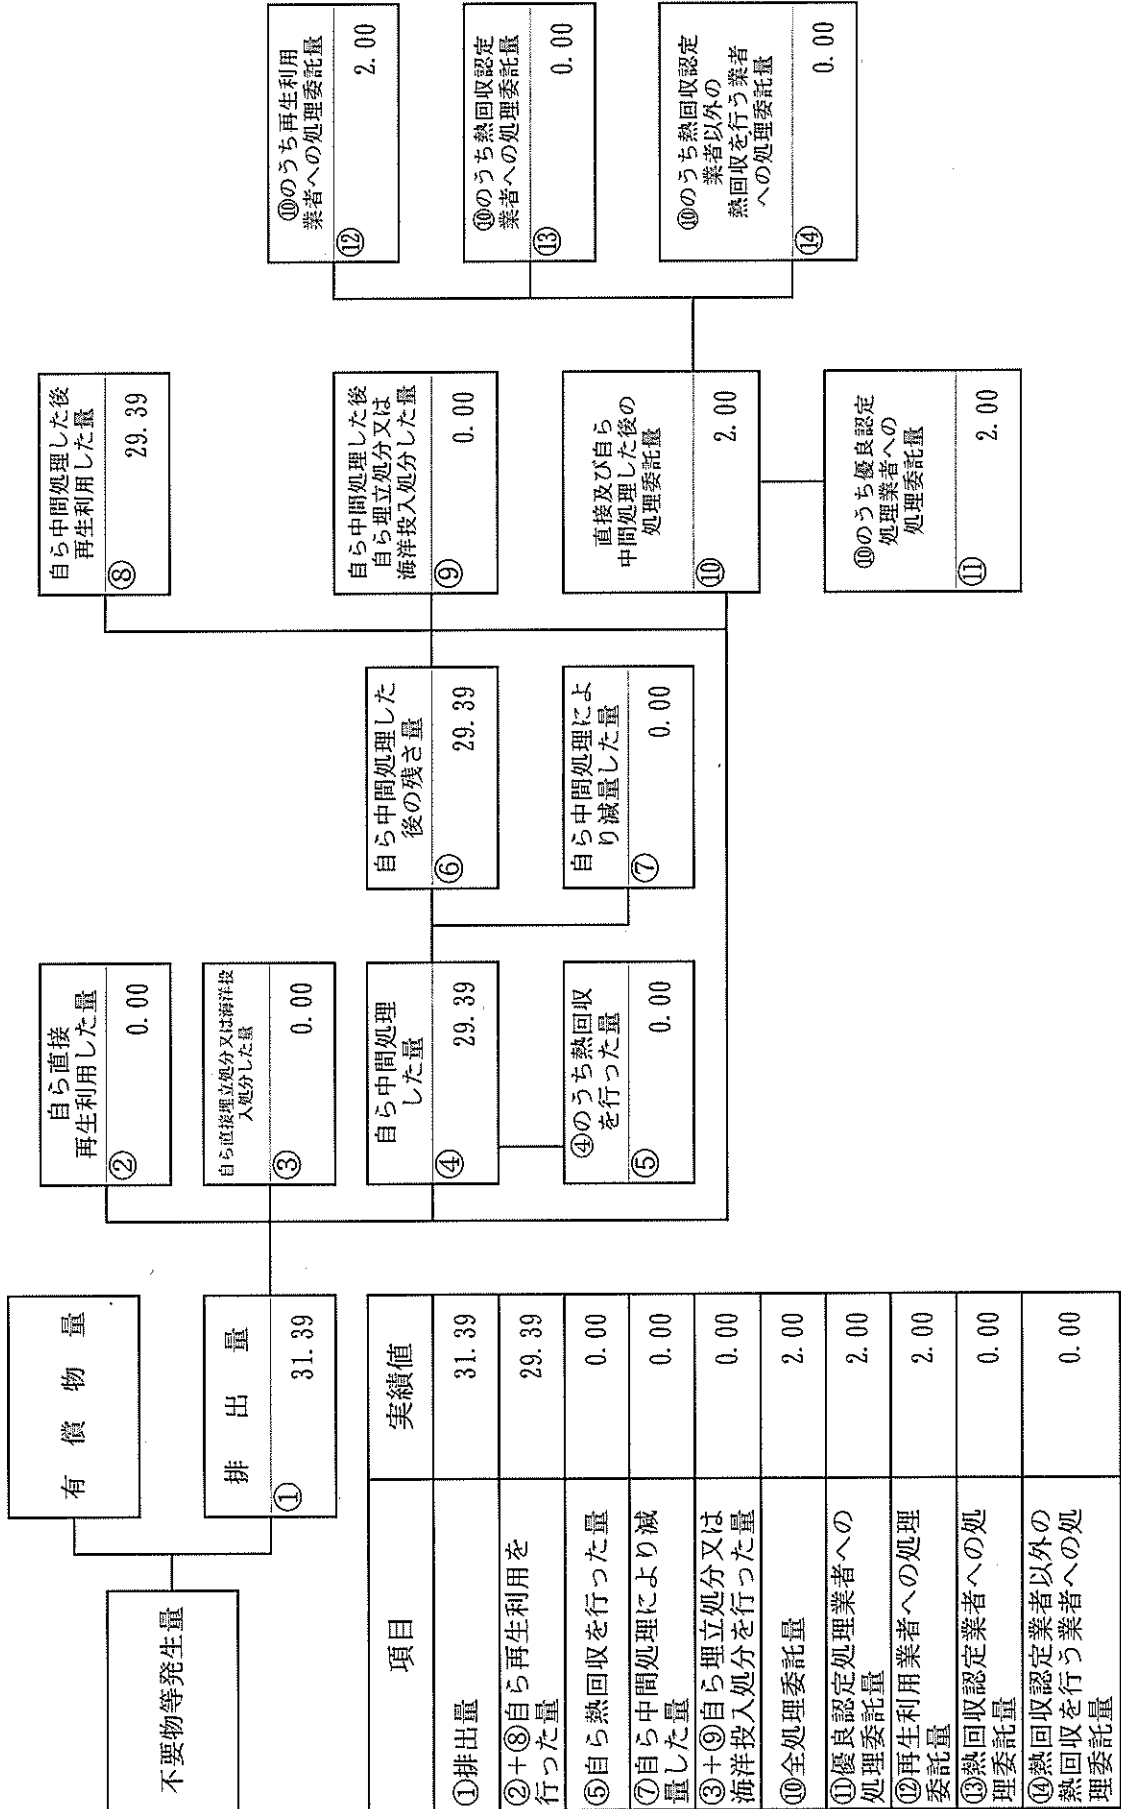 不要物等発生量
有償物量
排出量
①
31.39
自ら直接
再生利用した量
②
0.00
自ら直接埋立処分又は海洋投
入処分した量
③
0.00
自ら中間処理
した量
④
29.39
④のうち熱回収
を行った量
⑤
0.00
自ら中間処理した
後の残さ量
⑥
29.39
自ら中間処理によ
り減量した量
⑦
0.00
自ら中間処理した後
再生利用した量
⑧
29.39
自ら中間処理した後
自ら埋立処分又は
海洋投入処分した量
⑨
0.00
直接及び自ら
中間処理した後の
処理委託量
⑩
2.00
⑩のうち優良認定
処理業者への
処理委託量
⑪
2.00
⑩のうち再生利用
業者への処理委託量
⑫
2.00
⑩のうち熱回収認定
業者への処理委託量
⑬
0.00
⑩のうち熱回収認定
業者以外の
熱回収を行う業者
への処理委託量
⑭
0.00
項目
実績値
①排出量
31.39
②+⑧自ら再生利用を
行った量
29.39
⑤自ら熱回収を行った量
0.00
⑦自ら中間処理により減
量した量
0.00
③+⑨自ら埋立処分又は
海洋投入処分を行った量
0.00
⑩全処理委託量
2.00
⑪優良認定処理業者への
処理委託量
2.00
⑫再生利用業者への処理
委託量
2.00
⑬熱回収認定業者への処
理委託量
0.00
⑭熱回収認定業者以外の
熱回収を行う業者への処
理委託量
0.00